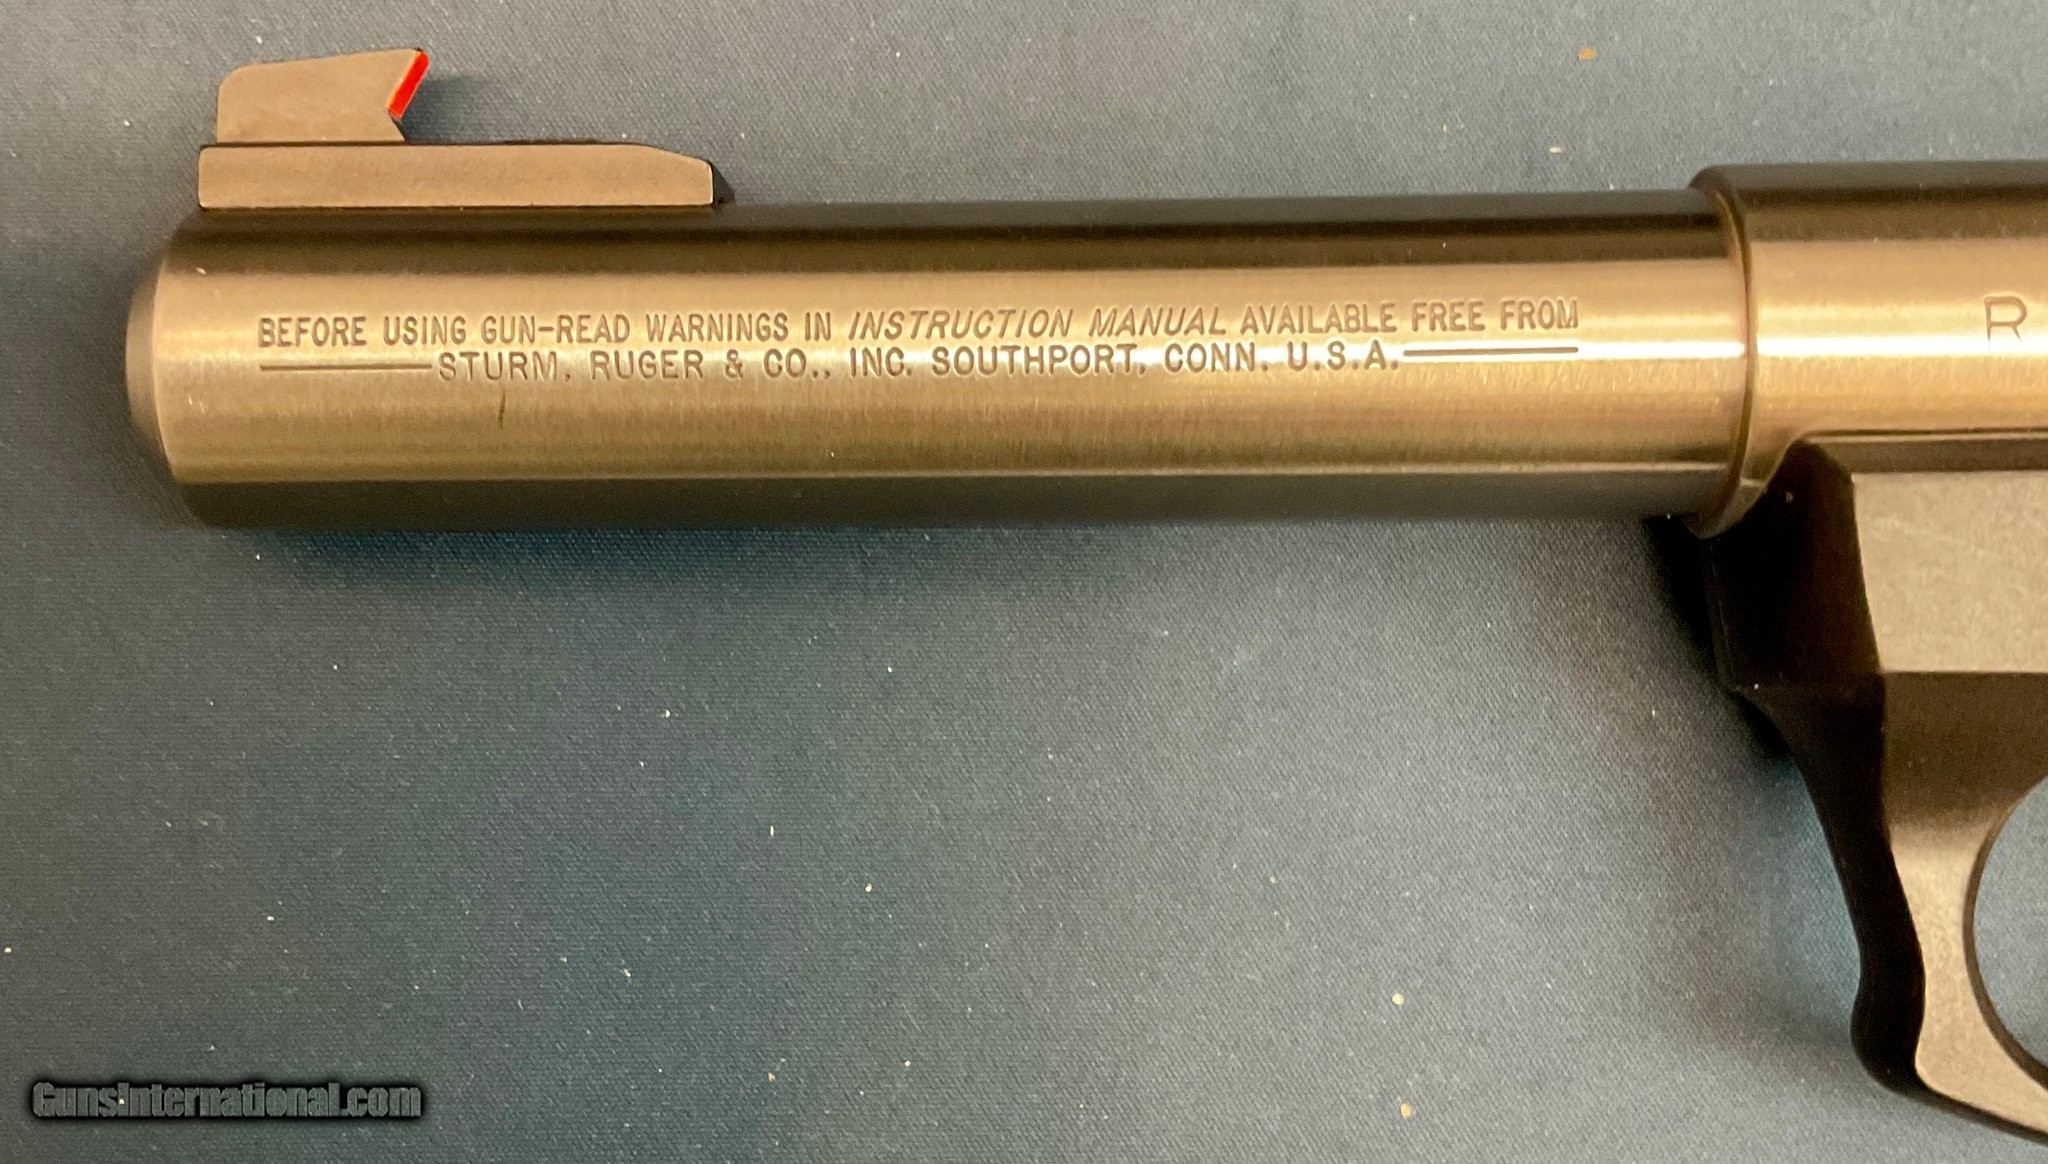 BEFORE USING GUN-READ WARNINGS IN INSTRUCTION MANUAL AVAILABLE FREE FROM
STURM, RUGER & CO., INC. SOUTHPORT, CONN. U.S.A.
R
GunsInternational.com